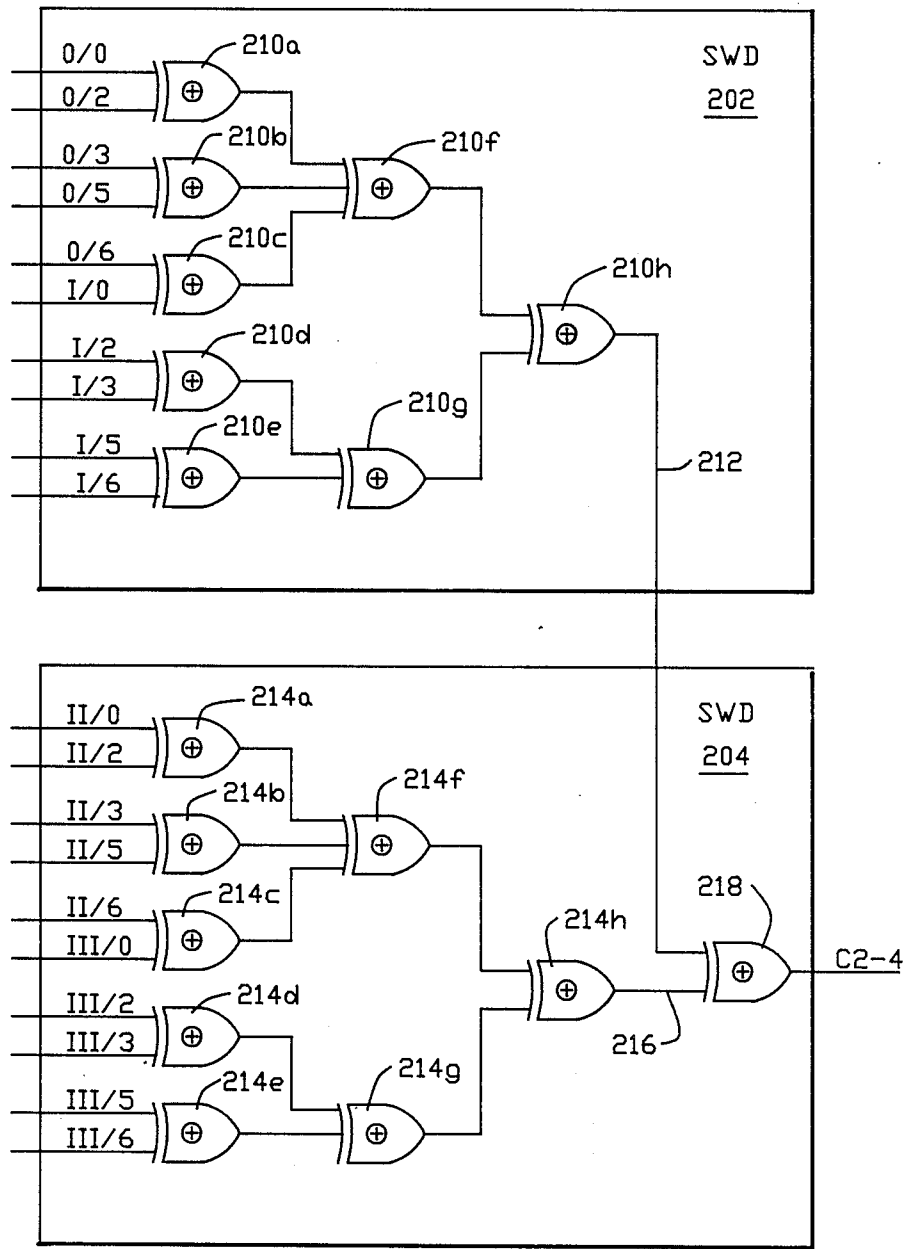 0/0
210a
SWD
0/2
202
0/3
210b
210f
0/5
0/6
210c
I/0
210h
I/2
210d
I/3
210g
I/5
210e
212
I/6
II/0
214a
SWD
II/2
204
II/3
214b
214f
II/5
II/6
214c
218
III/0
214h
C2-4
III/2
214d
III/3
216
214g
III/5
214e
III/6